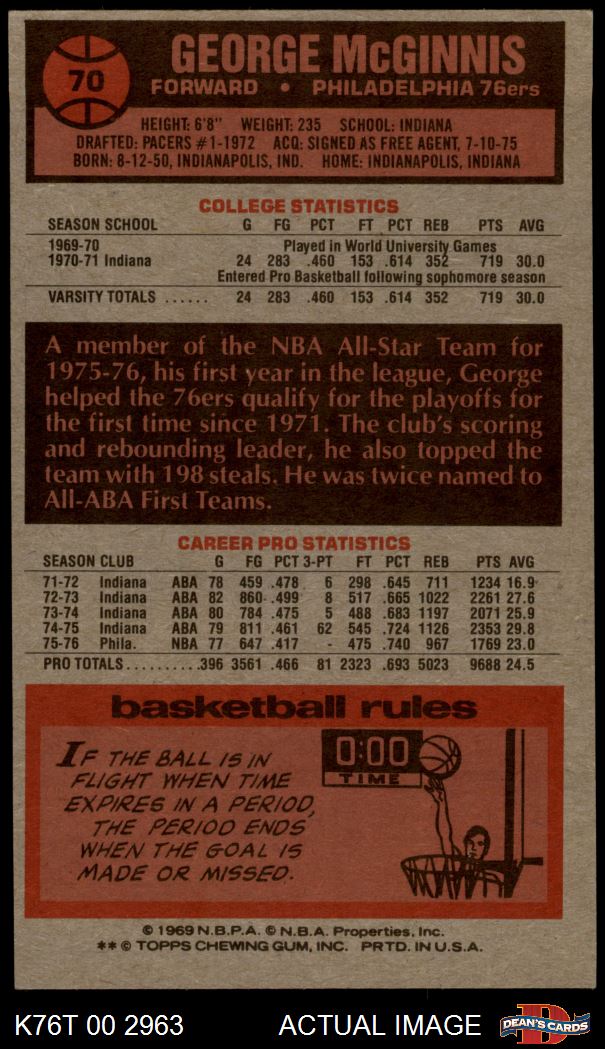 70
GEORGE McGINNIS
FORWARD • PHILADELPHIA 76ers
HEIGHT: 6'8" WEIGHT: 235 SCHOOL: INDIANA
DRAFTED: PACERS #1-1972 ACQ: SIGNED AS FREE AGENT, 7-10-75
BORN: 8-12-50, INDIANAPOLIS, IND. HOME: INDIANAPOLIS, INDIANA
COLLEGE STATISTICS
SEASON SCHOOL G FG PCT FT PCT REB PTS AVG
1969-70 Played in World University Games
1970-71 Indiana 24 283 .460 153 .614 352 719 30.0
Entered Pro Basketball following sophomore season
VARSITY TOTALS ...... 24 283 .460 153 .614 352 719 30.0
A member of the NBA All-Star Team for
1975-76, his first year in the league, George
helped the 76ers qualify for the playoffs for
the first time since 1971. The club's scoring
and rebounding leader, he also topped the
team with 198 steals. He was twice named to
All-ABA First Teams.
CAREER PRO STATISTICS
SEASON CLUB G FG PCT 3-PT FT PCT REB PTS AVG
71-72 Indiana ABA 78 459 .478 6 298 .645 711 1234 16.9
72-73 Indiana ABA 82 860 .499 8 517 .665 1022 2261 27.6
73-74 Indiana ABA 80 784 .475 5 488 .683 1197 2071 25.9
74-75 Indiana ABA 79 811 .461 62 545 .724 1126 2353 29.8
75-76 Phila. NBA 77 647 .417 - 475 .740 967 1769 23.0
PRO TOTALS..........396 3561 .466 81 2323 .693 5023 9688 24.5
basketball rules
IF THE BALL IS IN
FLIGHT WHEN TIME
EXPIRES IN A PERIOD,
THE PERIOD ENDS
WHEN THE GOAL IS
MADE OR MISSED.
0:00
TIME
© 1969 N.B.P.A. © N.B.A. Properties, Inc.
** © TOPPS CHEWING GUM, INC. PRTD. IN U.S.A.
K76T 00 2963 ACTUAL IMAGE
DEAN'S CARDS